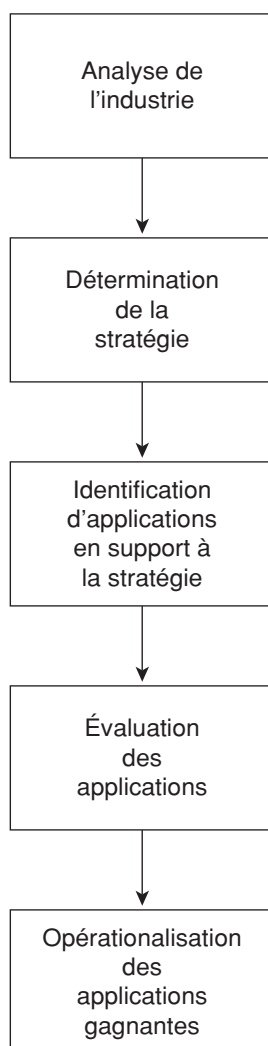 Analyse de
l’industrie
Détermination
de la
stratégie
Identification
d’applications
en support à
la stratégie
Évaluation
des
applications
Opérationalisation
des
applications
gagnantes